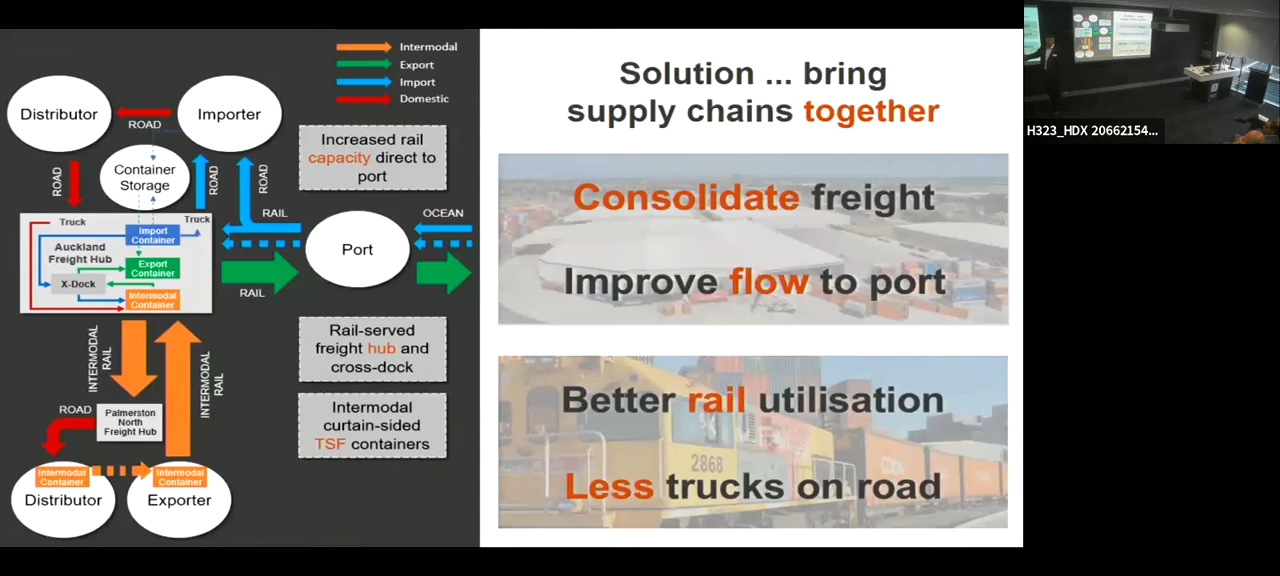 Intermodal
Export
Import
Domestic
Distributor
ROAD
Importer
Container
Storage
ROAD
ROAD
ROAD
Increased rail
capacity direct to
port
Truck
Truck
Import
Container
Auckland
Freight Hub
Export
Container
X-Dock
Intermodal
Container
RAIL
OCEAN
Port
RAIL
INTERMODAL
RAIL
INTERMODAL
RAIL
Rail-served
freight hub and
cross-dock
Intermodal
curtain-sided
TSF containers
ROAD
Palmerston
North
Freight Hub
Intermodal
Container
Distributor
Intermodal
Container
Exporter
Solution ... bring
supply chains together
Consolidate freight
Improve flow to port
Better rail utilisation
2868
Less trucks on road
H323_HDX 20662154...